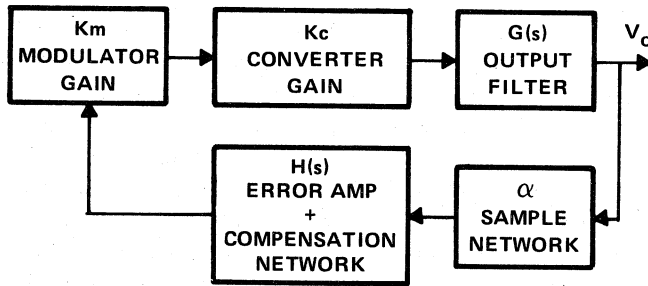 Km
MODULATOR
GAIN
Kc
CONVERTER
GAIN
G(s)
OUTPUT
FILTER
Vo
H(s)
ERROR AMP
+
COMPENSATION
NETWORK
α
SAMPLE
NETWORK